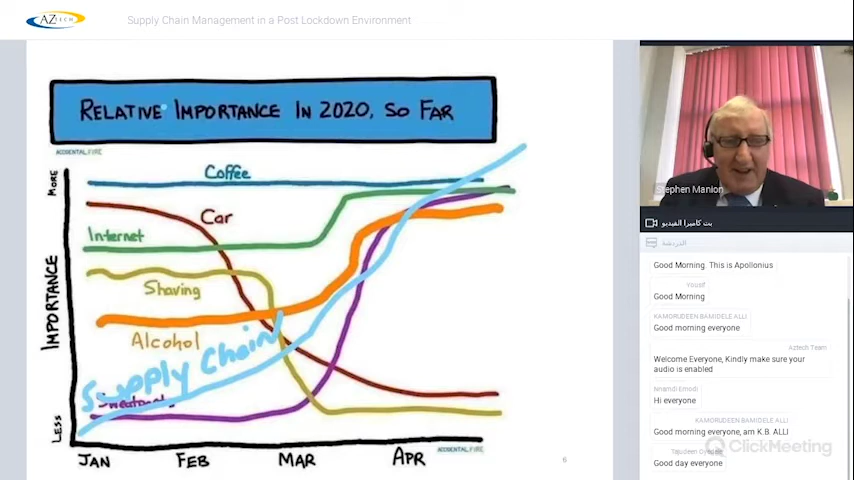 AZTECH
Supply Chain Management in a Post Lockdown Environment
RELATIVE IMPORTANCE IN 2020, SO FAR
ACCIDENTAL.FIRE
MORE
IMPORTANCE
LESS
Coffee
Car
Internet
Shaving
Alcohol
Supply Chain
JAN FEB MAR APR
ACCIDENTAL.FIRE
6
Stephen Manion
بث كاميرا الفيديو
الدردشة
Good Morning. This is Apollonius
Yousif
Good Morning
KAMORUDEEN BAMIDELE ALLI
Good morning everyone
Aztech Team
Welcome Everyone, Kindly make sure your
audio is enabled
Nnamdi Emodi
Hi everyone
KAMORUDEEN BAMIDELE ALLI
Good morning everyone, am K.B. ALLI
ClickMeeting
Good day everyone